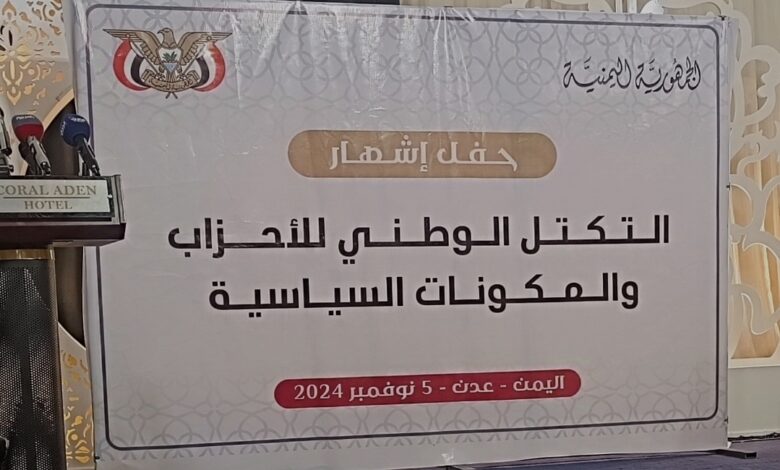 الجمهورية اليمنية
حفل إشهار
التكتل الوطني للأحزاب
والمكونات السياسية
اليمن - عدن - 5 نوفمبر 2024
CORAL ADEN
HOTEL